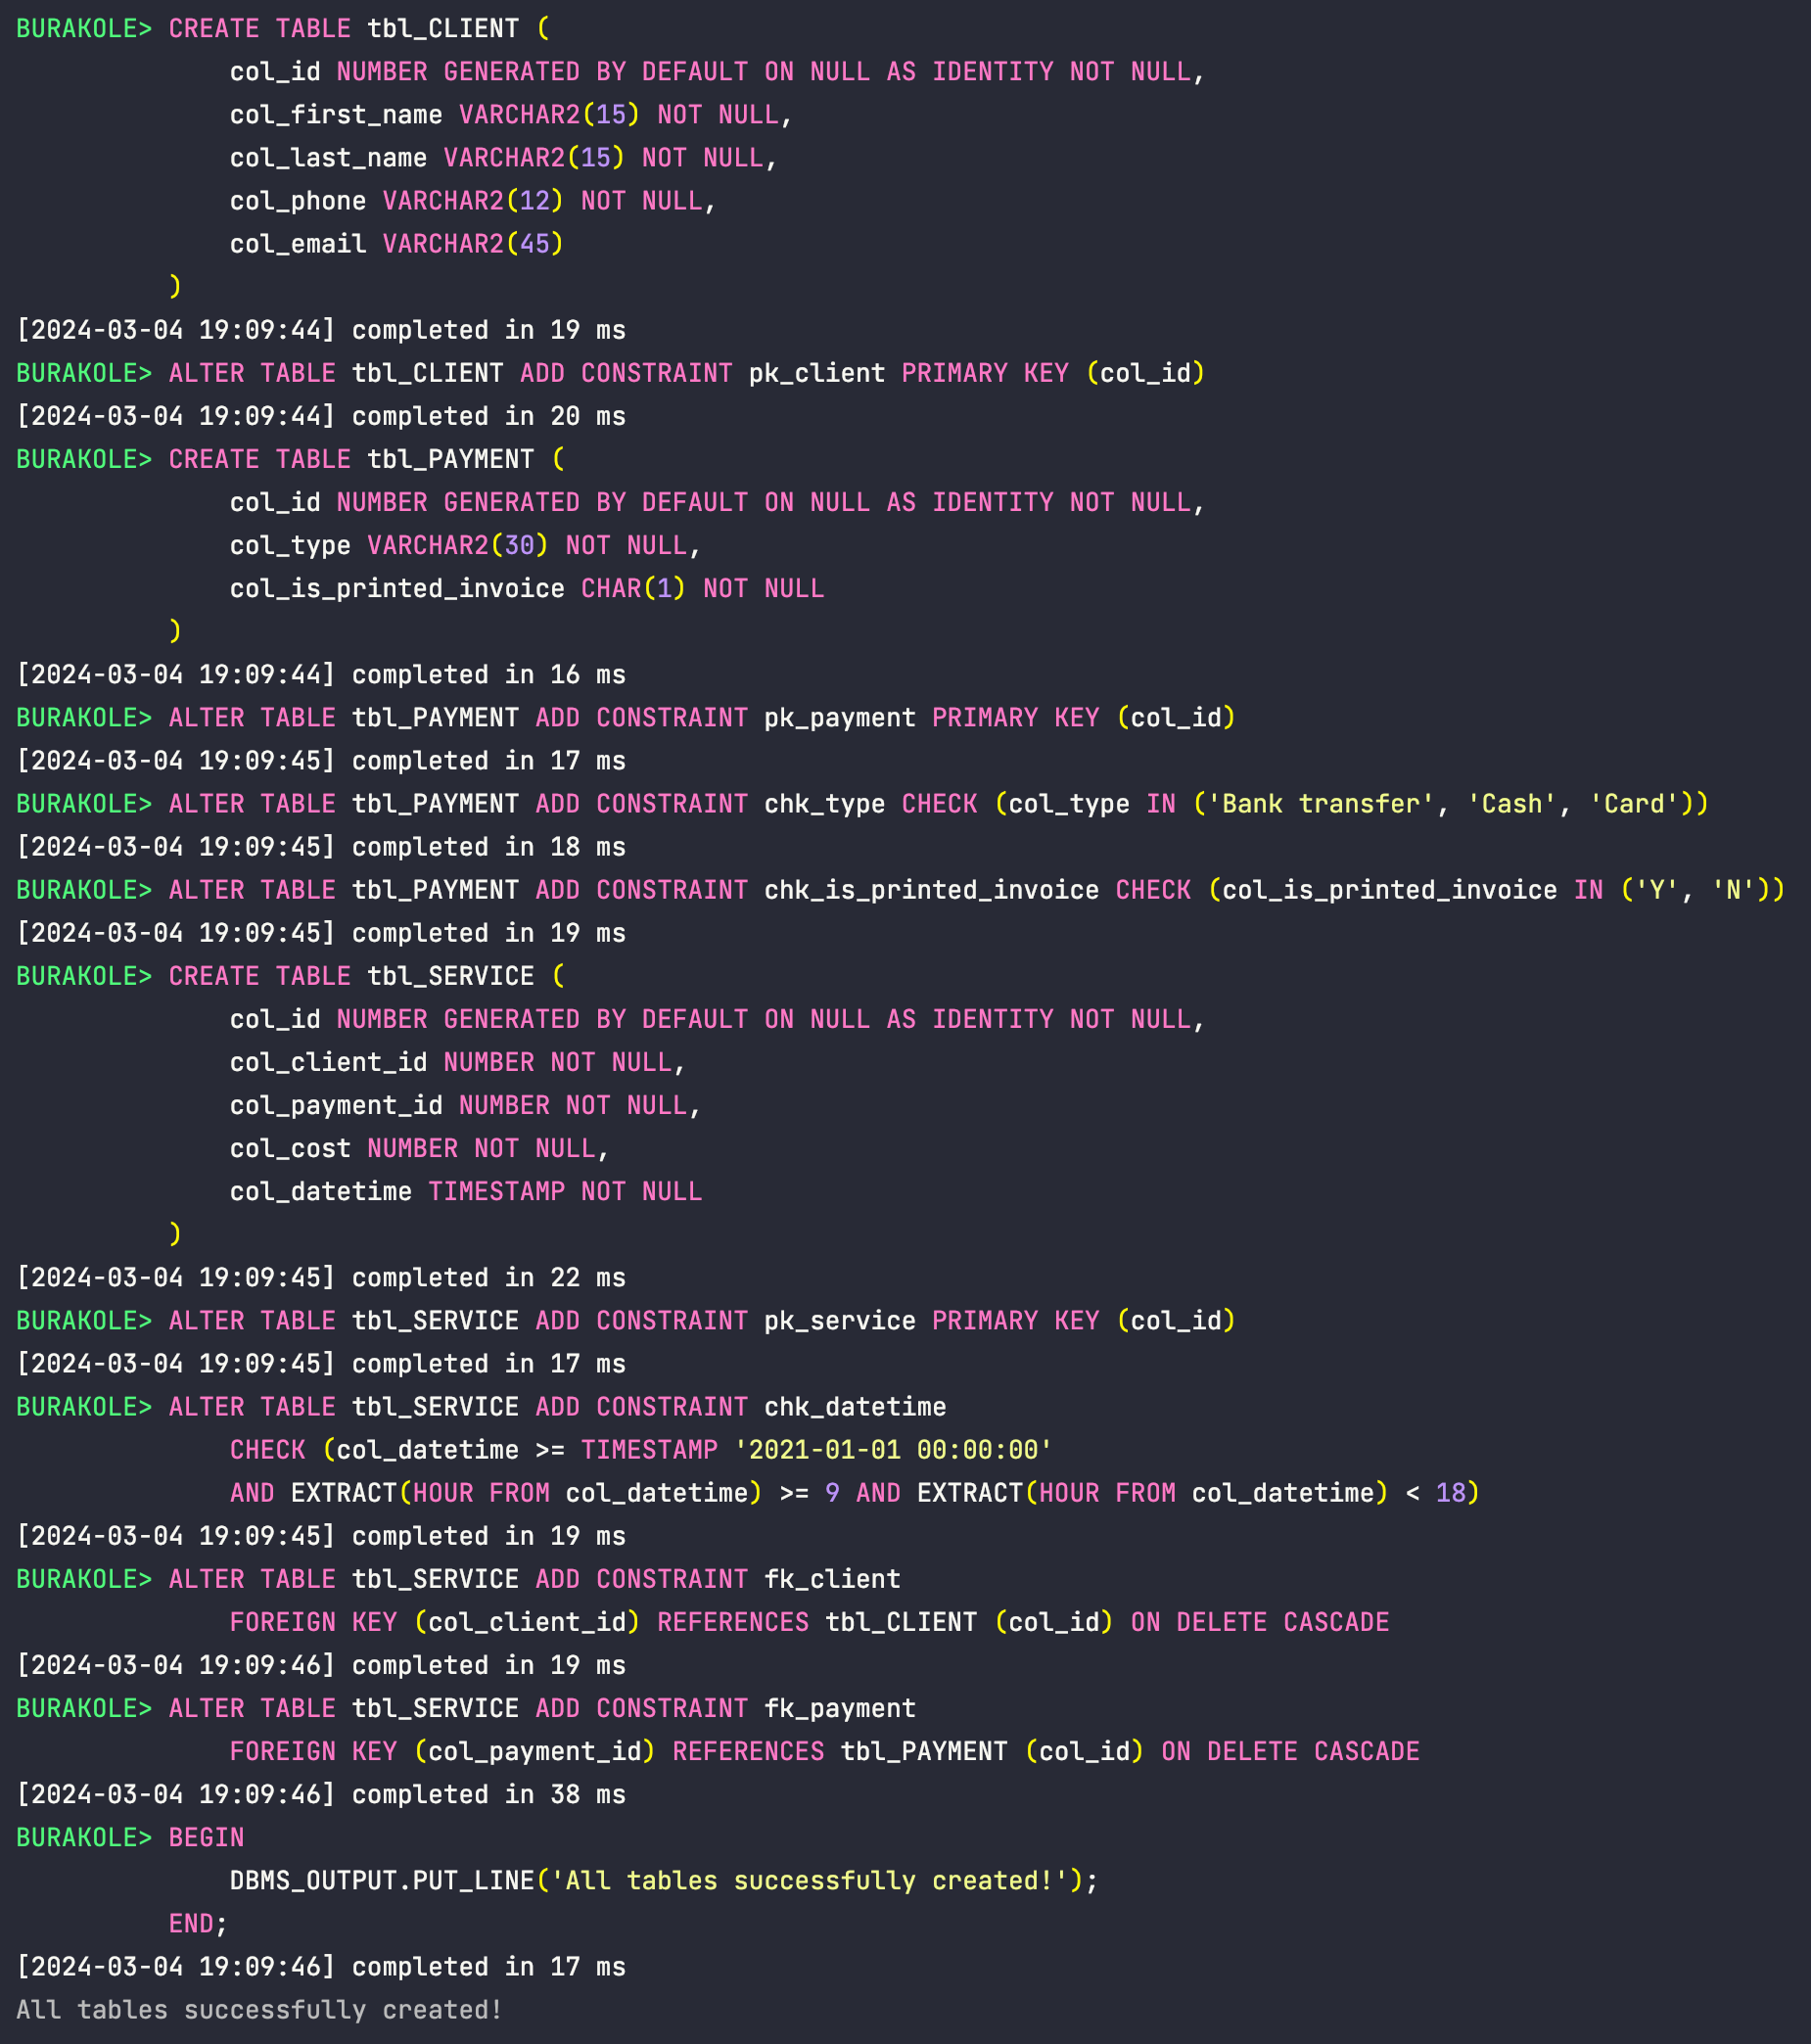 BURAKOLE> CREATE TABLE tbl_CLIENT (
              col_id NUMBER GENERATED BY DEFAULT ON NULL AS IDENTITY NOT NULL,
              col_first_name VARCHAR2(15) NOT NULL,
              col_last_name VARCHAR2(15) NOT NULL,
              col_phone VARCHAR2(12) NOT NULL,
              col_email VARCHAR2(45)
          )
[2024-03-04 19:09:44] completed in 19 ms
BURAKOLE> ALTER TABLE tbl_CLIENT ADD CONSTRAINT pk_client PRIMARY KEY (col_id)
[2024-03-04 19:09:44] completed in 20 ms
BURAKOLE> CREATE TABLE tbl_PAYMENT (
              col_id NUMBER GENERATED BY DEFAULT ON NULL AS IDENTITY NOT NULL,
              col_type VARCHAR2(30) NOT NULL,
              col_is_printed_invoice CHAR(1) NOT NULL
          )
[2024-03-04 19:09:44] completed in 16 ms
BURAKOLE> ALTER TABLE tbl_PAYMENT ADD CONSTRAINT pk_payment PRIMARY KEY (col_id)
[2024-03-04 19:09:45] completed in 17 ms
BURAKOLE> ALTER TABLE tbl_PAYMENT ADD CONSTRAINT chk_type CHECK (col_type IN ('Bank transfer', 'Cash', 'Card'))
[2024-03-04 19:09:45] completed in 18 ms
BURAKOLE> ALTER TABLE tbl_PAYMENT ADD CONSTRAINT chk_is_printed_invoice CHECK (col_is_printed_invoice IN ('Y', 'N'))
[2024-03-04 19:09:45] completed in 19 ms
BURAKOLE> CREATE TABLE tbl_SERVICE (
              col_id NUMBER GENERATED BY DEFAULT ON NULL AS IDENTITY NOT NULL,
              col_client_id NUMBER NOT NULL,
              col_payment_id NUMBER NOT NULL,
              col_cost NUMBER NOT NULL,
              col_datetime TIMESTAMP NOT NULL
          )
[2024-03-04 19:09:45] completed in 22 ms
BURAKOLE> ALTER TABLE tbl_SERVICE ADD CONSTRAINT pk_service PRIMARY KEY (col_id)
[2024-03-04 19:09:45] completed in 17 ms
BURAKOLE> ALTER TABLE tbl_SERVICE ADD CONSTRAINT chk_datetime
              CHECK (col_datetime >= TIMESTAMP '2021-01-01 00:00:00'
              AND EXTRACT(HOUR FROM col_datetime) >= 9 AND EXTRACT(HOUR FROM col_datetime) < 18)
[2024-03-04 19:09:45] completed in 19 ms
BURAKOLE> ALTER TABLE tbl_SERVICE ADD CONSTRAINT fk_client
              FOREIGN KEY (col_client_id) REFERENCES tbl_CLIENT (col_id) ON DELETE CASCADE
[2024-03-04 19:09:46] completed in 19 ms
BURAKOLE> ALTER TABLE tbl_SERVICE ADD CONSTRAINT fk_payment
              FOREIGN KEY (col_payment_id) REFERENCES tbl_PAYMENT (col_id) ON DELETE CASCADE
[2024-03-04 19:09:46] completed in 38 ms
BURAKOLE> BEGIN
              DBMS_OUTPUT.PUT_LINE('All tables successfully created!');
          END;
[2024-03-04 19:09:46] completed in 17 ms
All tables successfully created!